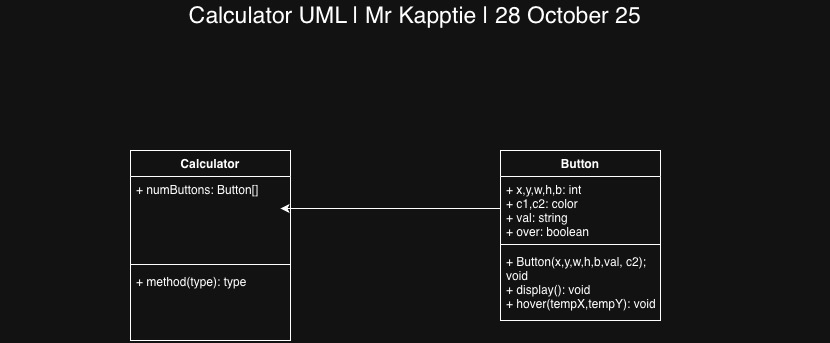 Calculator UML | Mr Kapptie | 28 October 25
Calculator
+ numButtons: Button[]
+ method(type): type
Button
+ x,y,w,h,b: int
+ c1,c2: color
+ val: string
+ over: boolean
+ Button(x,y,w,h,b,val, c2);
void
+ display(): void
+ hover(tempX,tempY): void